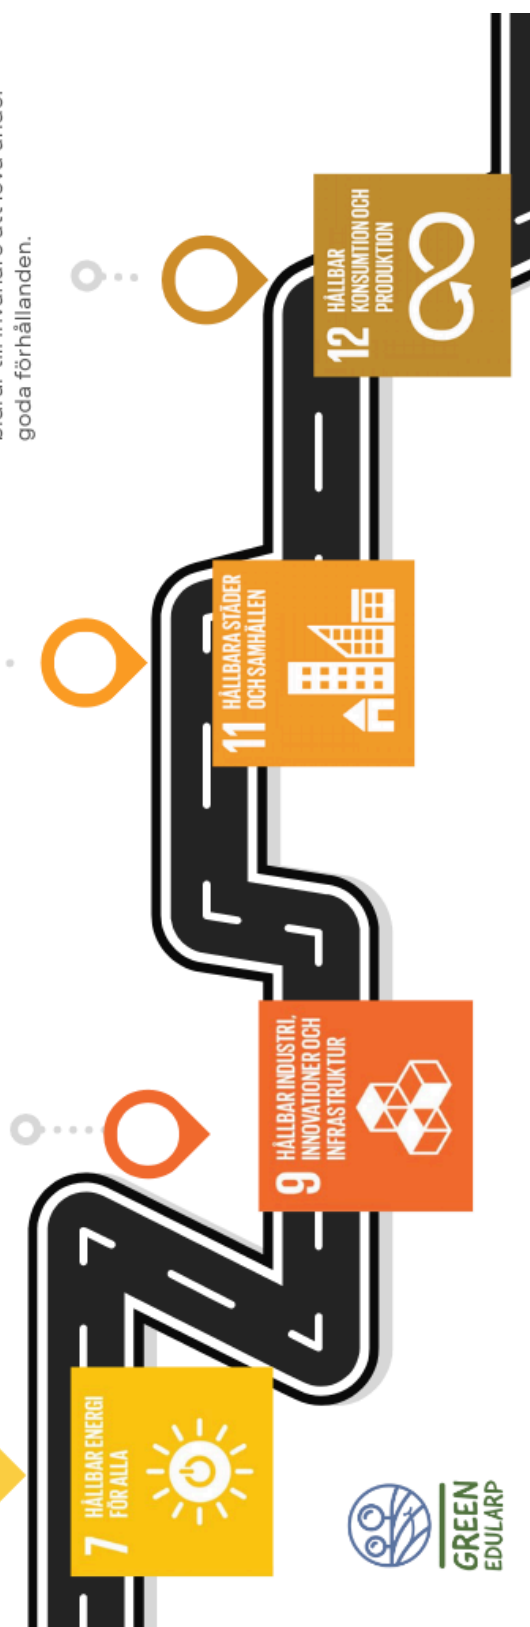 goda förhållanden.
7 HÅLLBAR ENERGI
FÖR ALLA
9 HÅLLBAR INDUSTRI,
INNOVATIONER OCH
INFRASTRUKTUR
11 HÅLLBARA STÄDER
OCH SAMHÄLLEN
12 HÅLLBAR
KONSUMTION OCH
PRODUKTION
GREEN
EDULARP